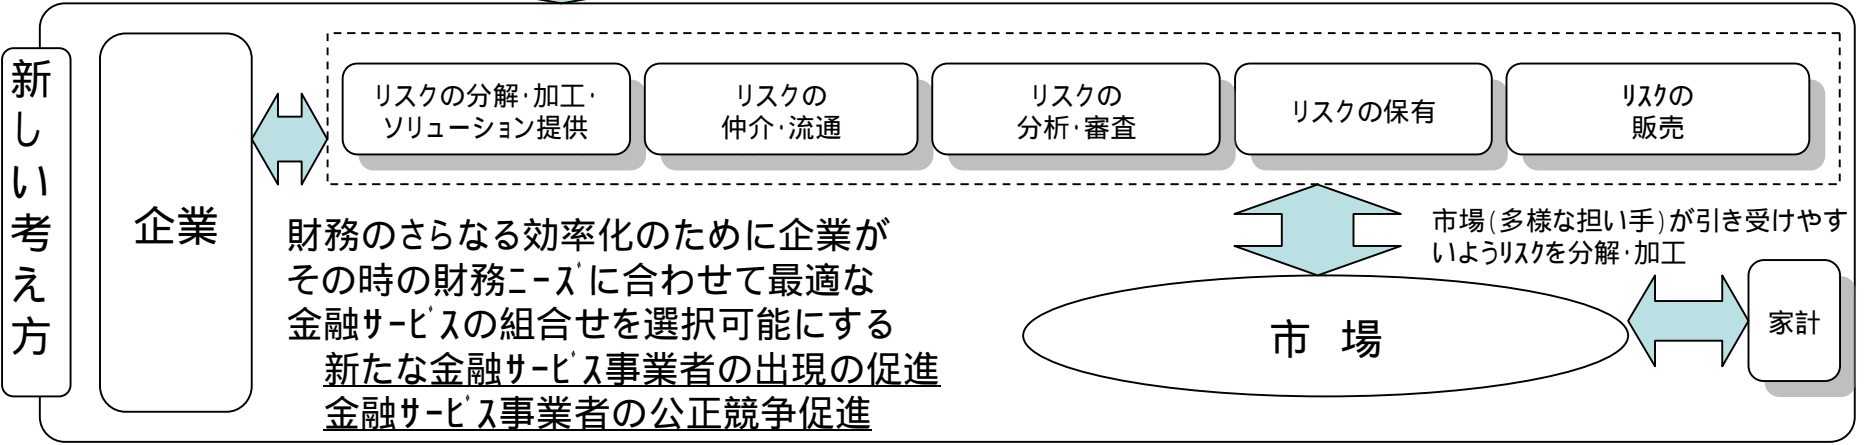 新しい考え方
企業
リスクの分解・加工・
ソリューション提供
リスクの
仲介・流通
リスクの
分析・審査
リスクの保有
ﾘｽｸの
販売
財務のさらなる効率化のために企業が
その時の財務ﾆｰｽﾞに合わせて最適な
金融ｻｰﾋﾞｽの組合せを選択可能にする
新たな金融ｻｰﾋﾞｽ事業者の出現の促進
金融ｻｰﾋﾞｽ事業者の公正競争促進
市場(多様な担い手)が引き受けやす
いようﾘｽｸを分解・加工
市 場
家計